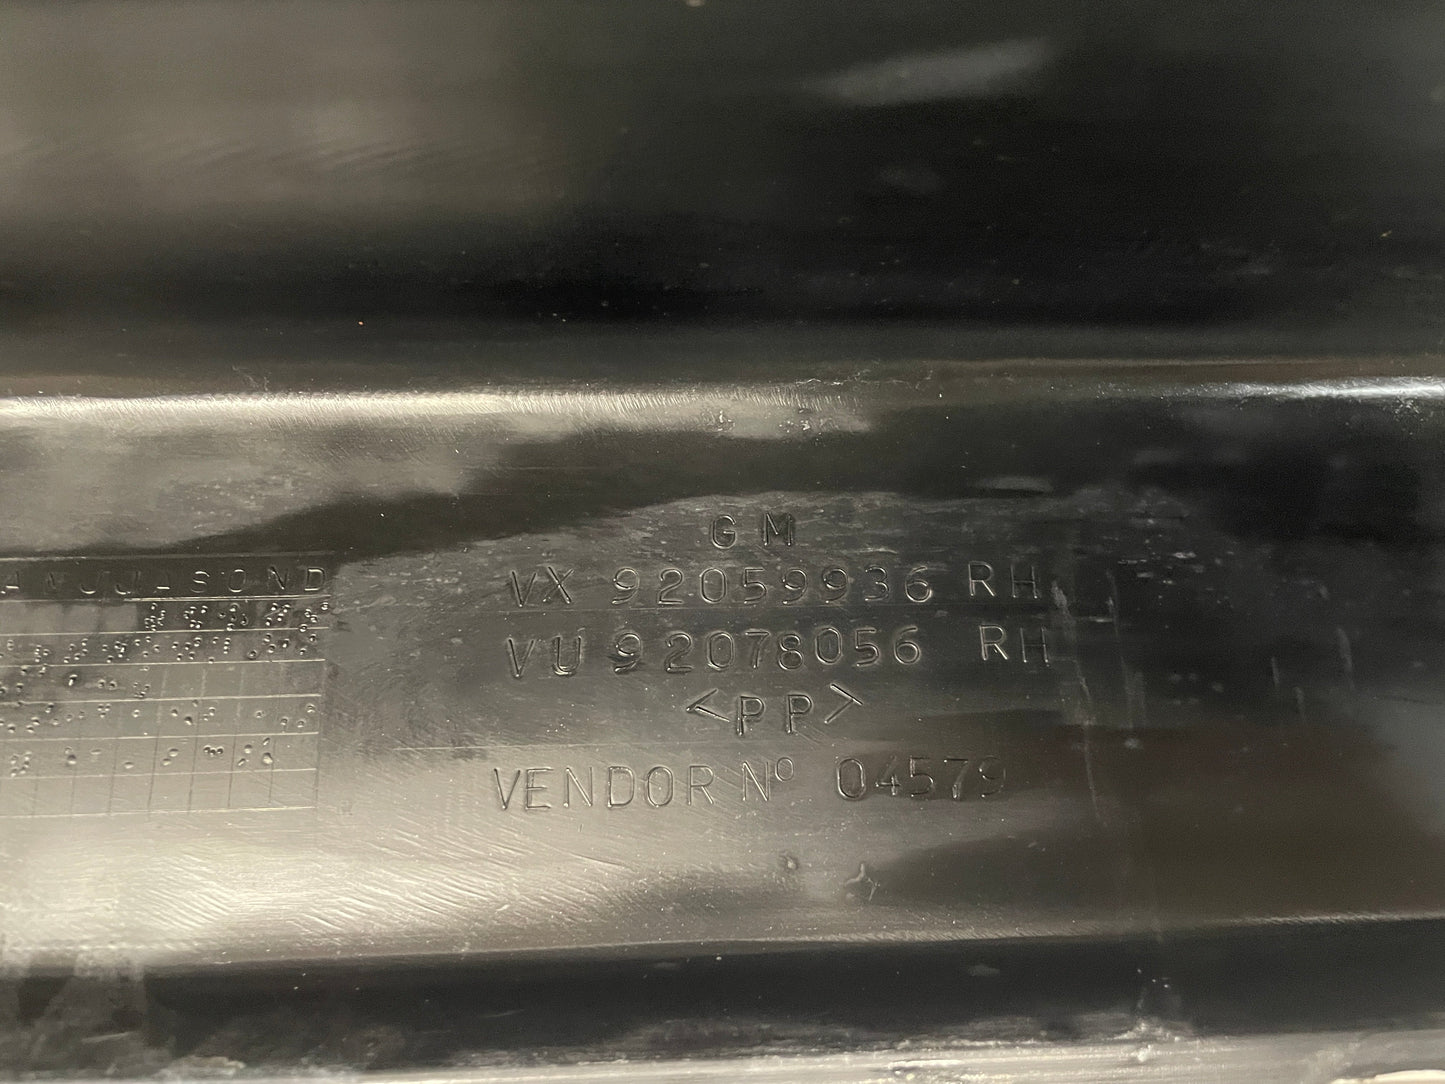 GM
A M J J A S O N D
VX 92059936 RH
VU 92078056 RH
<PP>
VENDOR Nº 04579